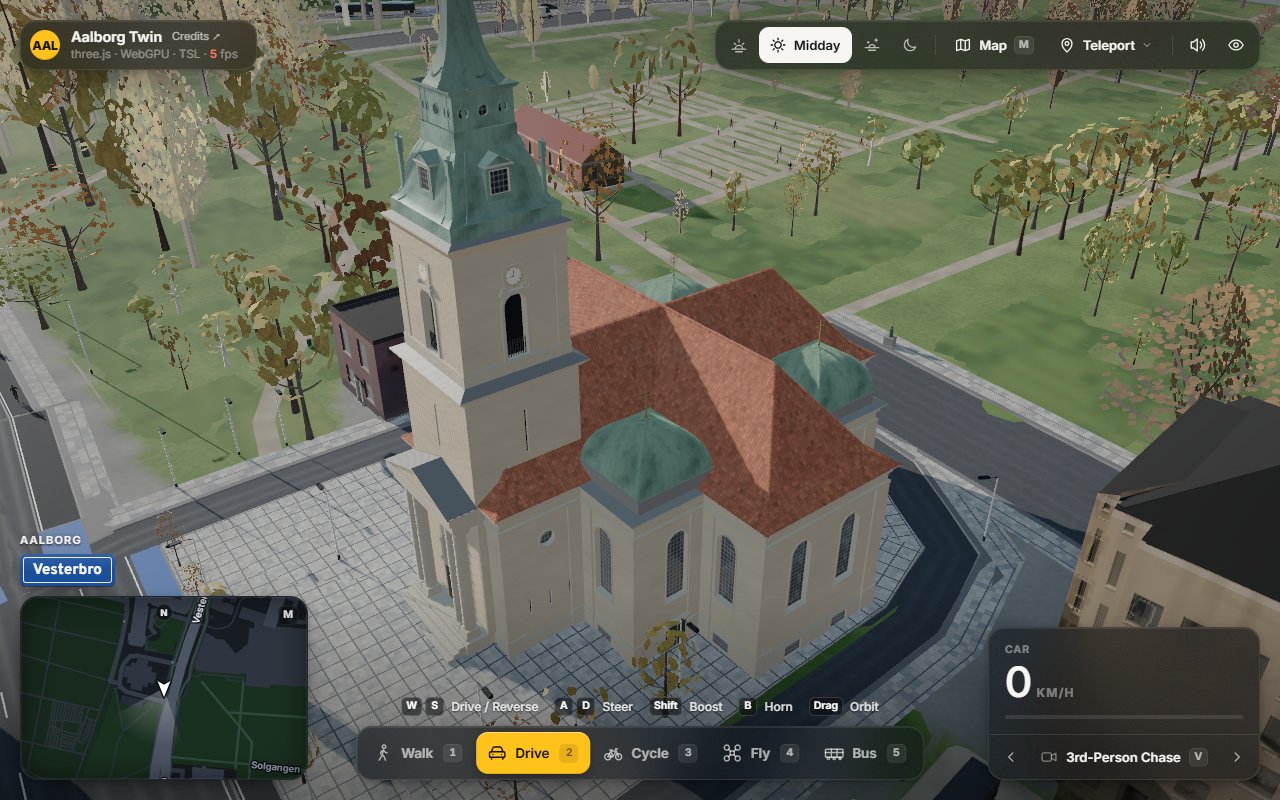 AAL
Aalborg Twin Credits ↗
three.js · WebGPU · TSL · 5 fps
Midday
Map M
Teleport
AALBORG
Vesterbro
N
M
Solgangen
W S Drive / Reverse A D Steer Shift Boost B Horn Drag Orbit
Walk 1
Drive 2
Cycle 3
Fly 4
Bus 5
CAR
0 KM/H
3rd-Person Chase V